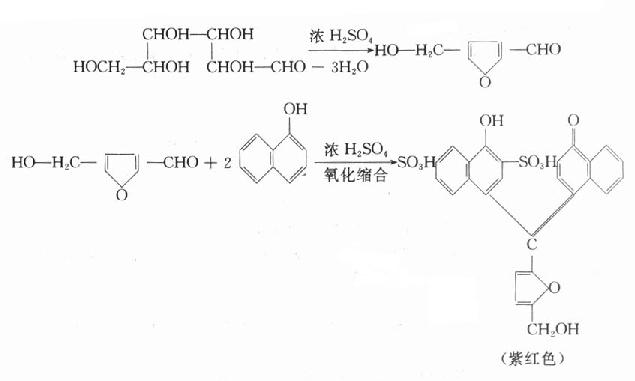 CHOH—CHOH 浓 H₂SO₄
HOCH₂—CHOH CHOH—CHO − 3H₂O HO—H₂C— O —CHO
OH
HO—H₂C— O —CHO + 2 浓 H₂SO₄ 氧化缩合
OH O
SO₃H SO₃H
C
O
CH₂OH
(紫红色)